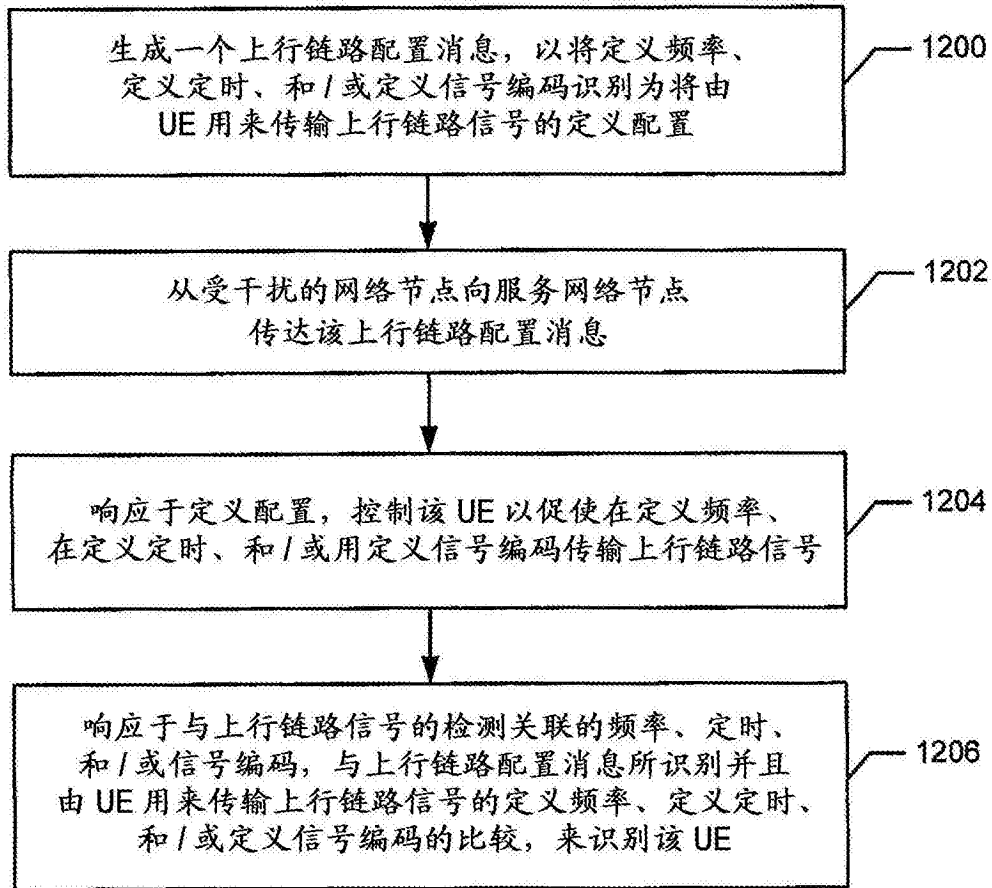 生成一个上行链路配置消息，以将定义频率、
定义定时、和/或定义信号编码识别为将由
UE用来传输上行链路信号的定义配置
1200
从受干扰的网络节点向服务网络节点
传达该上行链路配置消息
1202
响应于定义配置，控制该UE以促使在定义频率、
在定义定时、和/或用定义信号编码传输上行链路信号
1204
响应于与上行链路信号的检测关联的频率、定时、
和/或信号编码，与上行链路配置消息所识别并且
由UE用来传输上行链路信号的定义频率、定义定时、
和/或定义信号编码的比较，来识别该UE
1206